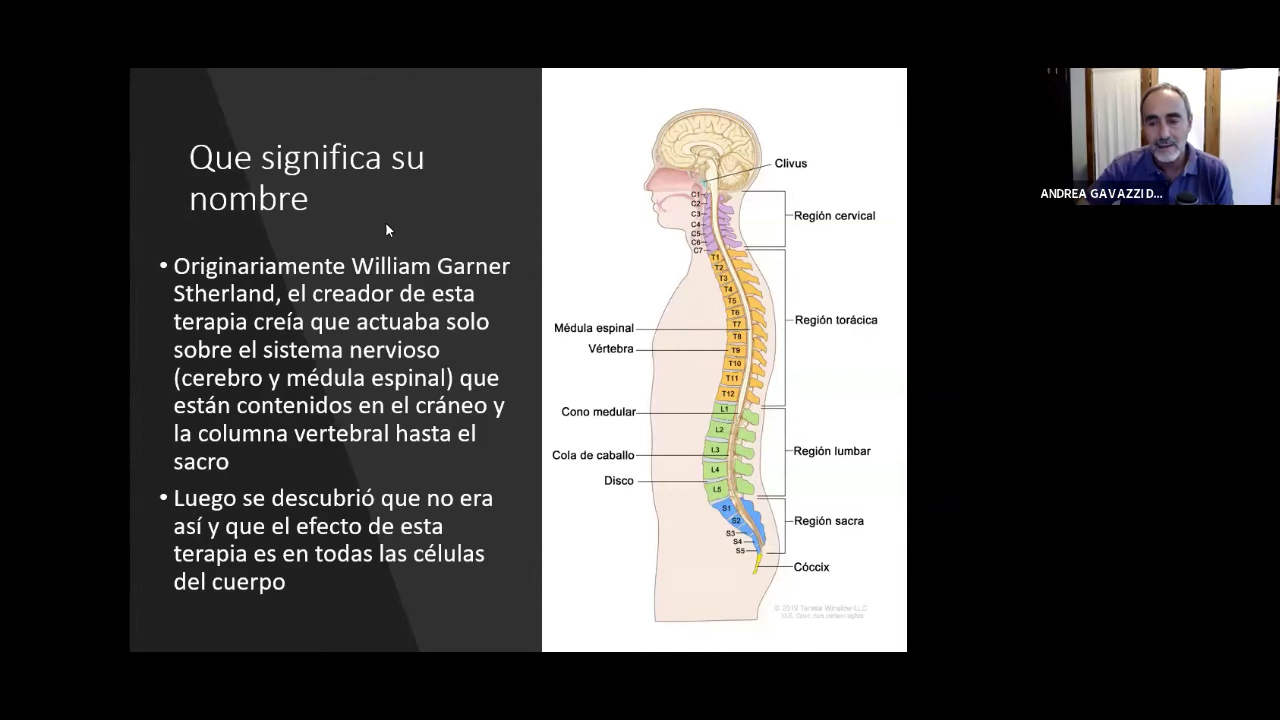 Que significa su
nombre
• Originariamente William Garner
Stherland, el creador de esta
terapia creía que actuaba solo
sobre el sistema nervioso
(cerebro y médula espinal) que
están contenidos en el cráneo y
la columna vertebral hasta el
sacro
• Luego se descubrió que no era
así y que el efecto de esta
terapia es en todas las células
del cuerpo
Clivus
C1
C2
C3
C4
C5
C6
C7
Región cervical
T1
T2
T3
T4
T5
T6
T7
T8
T9
T10
T11
T12
Región torácica
Médula espinal
Vértebra
Cono medular
Cola de caballo
Disco
L1
L2
L3
L4
L5
Región lumbar
S1
S2
S3
S4
S5
Región sacra
Cóccix
© 2019 Terese Winslow LLC
U.S. Govt. has certain rights
ANDREA GAVAZZI D...